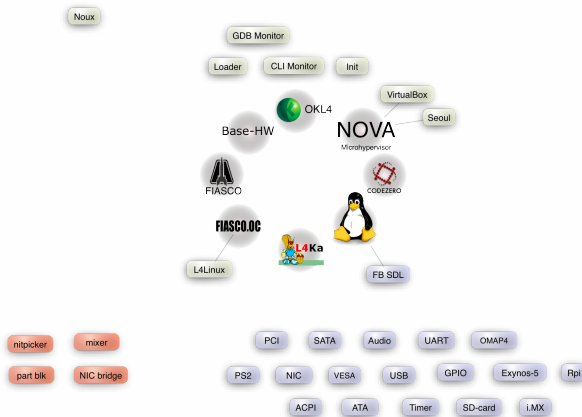 Noux
GDB Monitor
Loader
CLI Monitor
Init
OKL4
VirtualBox
Base-HW
NOVA
Seoul
Microhypervisor
FIASCO
CODEZERO
FIASCO.OC
L4Ka
L4Linux
FB SDL
nitpicker
mixer
PCI
SATA
Audio
UART
OMAP4
part blk
NIC bridge
PS2
NIC
VESA
USB
GPIO
Exynos-5
Rpi
ACPI
ATA
Timer
SD-card
i.MX